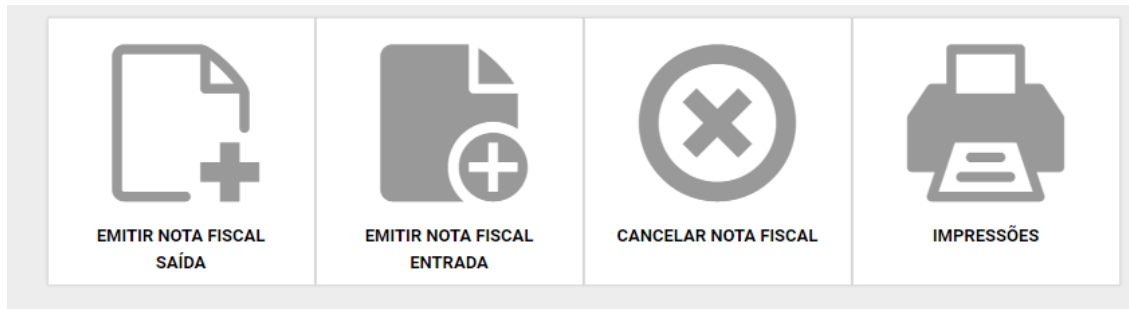 EMITIR NOTA FISCAL
SAÍDA
EMITIR NOTA FISCAL
ENTRADA
CANCELAR NOTA FISCAL
IMPRESSÕES